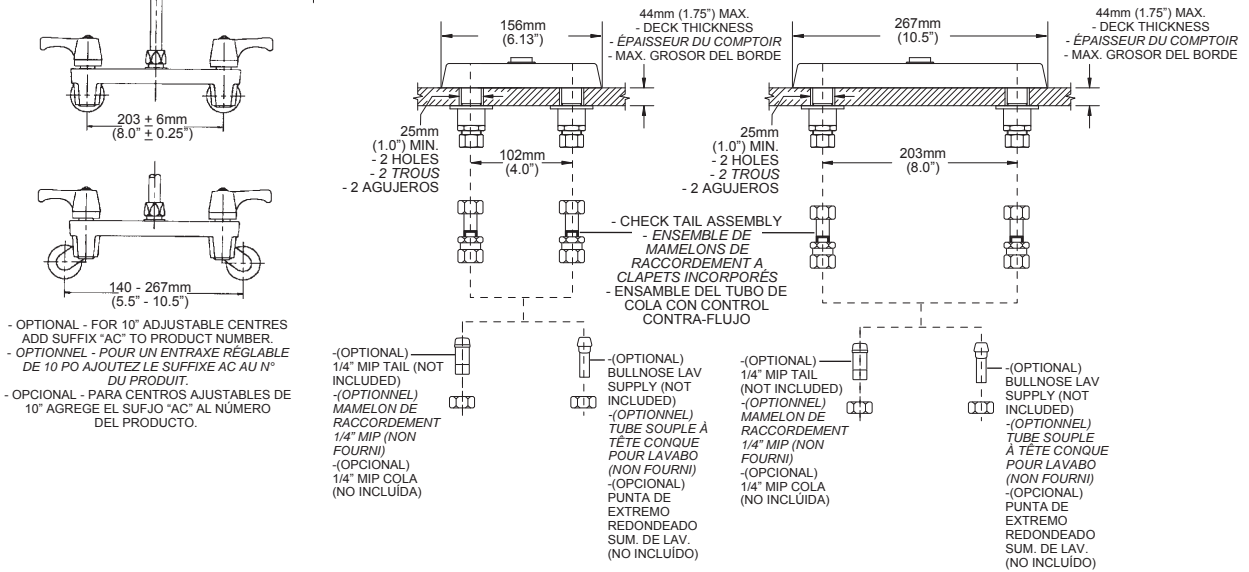 203 ± 6mm
(8.0" ± 0.25")
140 - 267mm
(5.5" - 10.5")
- OPTIONAL - FOR 10" ADJUSTABLE CENTRES
ADD SUFFIX "AC" TO PRODUCT NUMBER.
- OPTIONNEL - POUR UN ENTRAXE RÉGLABLE
DE 10 PO AJOUTEZ LE SUFFIXE AC AU N°
DU PRODUIT.
- OPCIONAL - PARA CENTROS AJUSTABLES DE
10" AGREGE EL SUFJO "AC" AL NÚMERO
DEL PRODUCTO.
156mm
(6.13")
44mm (1.75") MAX.
- DECK THICKNESS
- ÉPAISSEUR DU COMPTOIR
- MAX. GROSOR DEL BORDE
25mm
(1.0") MIN.
- 2 HOLES
- 2 TROUS
- 2 AGUJEROS
102mm
(4.0")
267mm
(10.5")
44mm (1.75") MAX.
- DECK THICKNESS
- ÉPAISSEUR DU COMPTOIR
- MAX. GROSOR DEL BORDE
25mm
(1.0") MIN.
- 2 HOLES
- 2 TROUS
- 2 AGUJEROS
203mm
(8.0")
- CHECK TAIL ASSEMBLY
- ENSEMBLE DE
MAMELONS DE
RACCORDEMENT A
CLAPETS INCORPORÉS
- ENSAMBLE DEL TUBO DE
COLA CON CONTROL
CONTRA-FLUJO
-(OPTIONAL)
1/4" MIP TAIL (NOT
INCLUDED)
-(OPTIONNEL)
MAMELON DE
RACCORDEMENT
1/4" MIP (NON
FOURNI)
-(OPCIONAL)
1/4" MIP COLA
(NO INCLUÍDA)
-(OPTIONAL)
BULLNOSE LAV
SUPPLY (NOT
INCLUDED)
-(OPTIONNEL)
TUBE SOUPLE À
TÊTE CONQUE
POUR LAVABO
(NON FOURNI)
-(OPCIONAL)
PUNTA DE
EXTREMO
REDONDEADO
SUM. DE LAV.
(NO INCLUÍDO)
-(OPTIONAL)
1/4" MIP TAIL
(NOT INCLUDED)
-(OPTIONNEL)
MAMELON DE
RACCORDEMENT
1/4" MIP (NON
FOURNI)
-(OPCIONAL)
1/4" MIP COLA
(NO INCLÚIDA)
-(OPTIONAL)
BULLNOSE LAV
SUPPLY (NOT
INCLUDED)
-(OPTIONNEL)
TUBE SOUPLE
À TÊTE CONQUE
POUR LAVABO
(NON FOURNI)
-(OPCIONAL)
PUNTA DE
EXTREMO
REDONDEADO
SUM. DE LAV.
(NO INCLUÍDO)